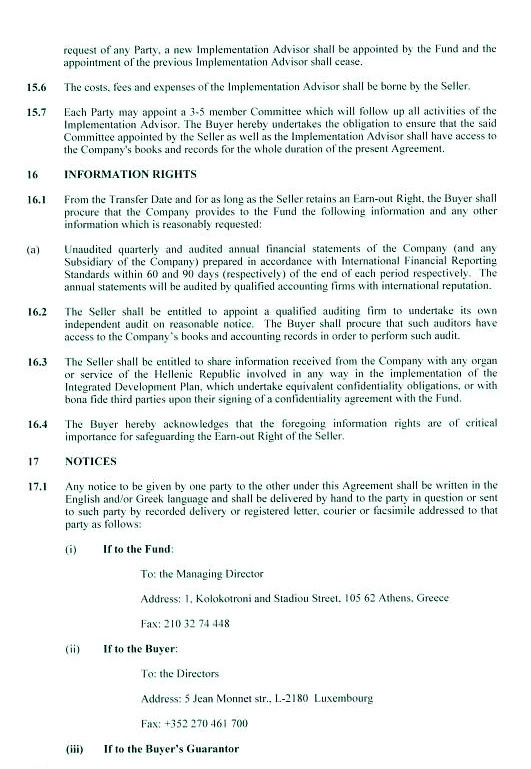 request of any Party, a new Implementation Advisor shall be appointed by the Fund and the
appointment of the previous Implementation Advisor shall cease.
15.6 The costs, fees and expenses of the Implementation Advisor shall be borne by the Seller.
15.7 Each Party may appoint a 3-5 member Committee which will follow up all activities of the
Implementation Advisor. The Buyer hereby undertakes the obligation to ensure that the said
Committee appointed by the Seller as well as the Implementation Advisor shall have access to
the Company's books and records for the whole duration of the present Agreement.
16 INFORMATION RIGHTS
16.1 From the Transfer Date and for as long as the Seller retains an Earn-out Right, the Buyer shall
procure that the Company provides to the Fund the following information and any other
information which is reasonably requested:
(a) Unaudited quarterly and audited annual financial statements of the Company (and any
Subsidiary of the Company) prepared in accordance with International Financial Reporting
Standards within 60 and 90 days (respectively) of the end of each period respectively. The
annual statements will be audited by qualified accounting firms with international reputation.
16.2 The Seller shall be entitled to appoint a qualified auditing firm to undertake its own
independent audit on reasonable notice. The Buyer shall procure that such auditors have
access to the Company's books and accounting records in order to perform such audit.
16.3 The Seller shall be entitled to share information received from the Company with any organ
or service of the Hellenic Republic involved in any way in the implementation of the
Integrated Development Plan, which undertake equivalent confidentiality obligations, or with
bona fide third parties upon their signing of a confidentiality agreement with the Fund.
16.4 The Buyer hereby acknowledges that the foregoing information rights are of critical
importance for safeguarding the Earn-out Right of the Seller.
17 NOTICES
17.1 Any notice to be given by one party to the other under this Agreement shall be written in the
English and/or Greek language and shall be delivered by hand to the party in question or sent
to such party by recorded delivery or registered letter, courier or facsimile addressed to that
party as follows:
(i) If to the Fund:
To: the Managing Director
Address: 1, Kolokotroni and Stadiou Street, 105 62 Athens, Greece
Fax: 210 32 74 448
(ii) If to the Buyer:
To: the Directors
Address: 5 Jean Monnet str., L-2180 Luxembourg
Fax: +352 270 461 700
(iii) If to the Buyer's Guarantor